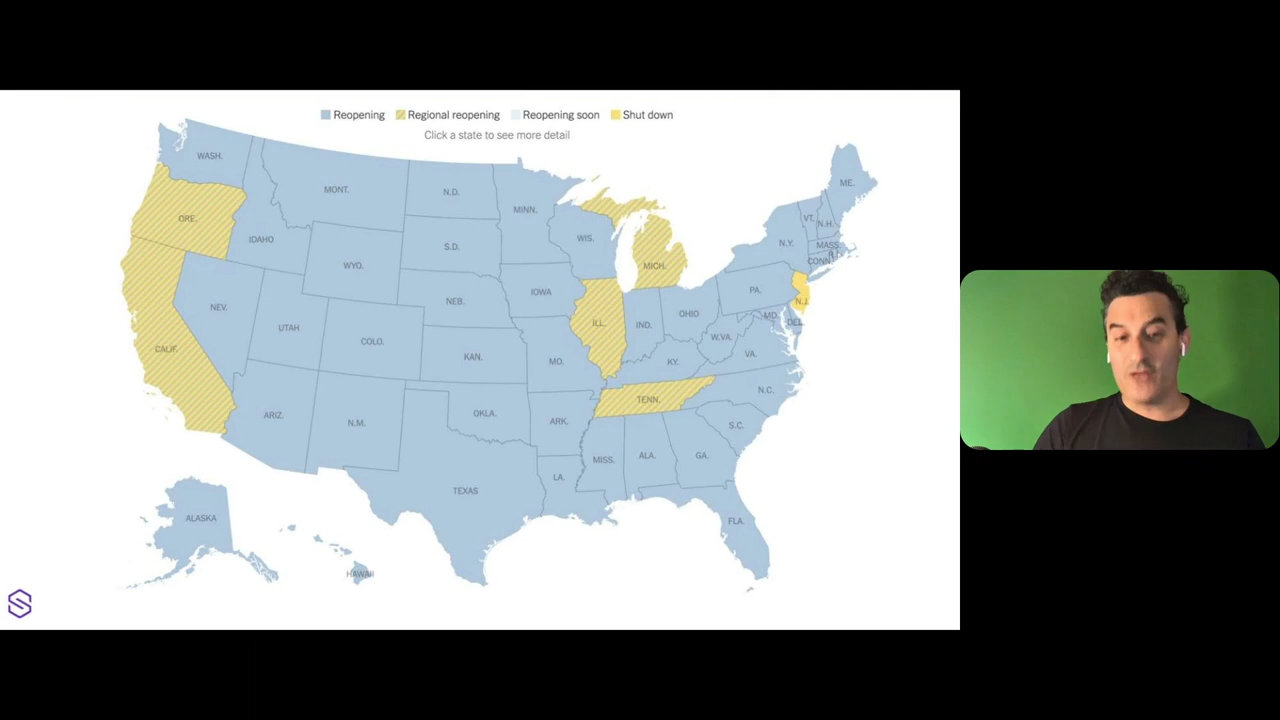 Reopening Regional reopening Reopening soon Shut down
Click a state to see more detail
WASH.
MONT.
N.D.
MINN.
ME.
ORE.
IDAHO
WYO.
S.D.
WIS.
MICH.
N.Y.
VT.
N.H.
MASS.
R.I.
CONN.
NEV.
UTAH
COLO.
NEB.
IOWA
ILL.
IND.
OHIO
PA.
N.J.
MD.
DEL.
CALIF.
KAN.
MO.
KY.
W.VA.
VA.
ARIZ.
N.M.
OKLA.
ARK.
TENN.
N.C.
S.C.
TEXAS
LA.
MISS.
ALA.
GA.
FLA.
ALASKA
HAWAII